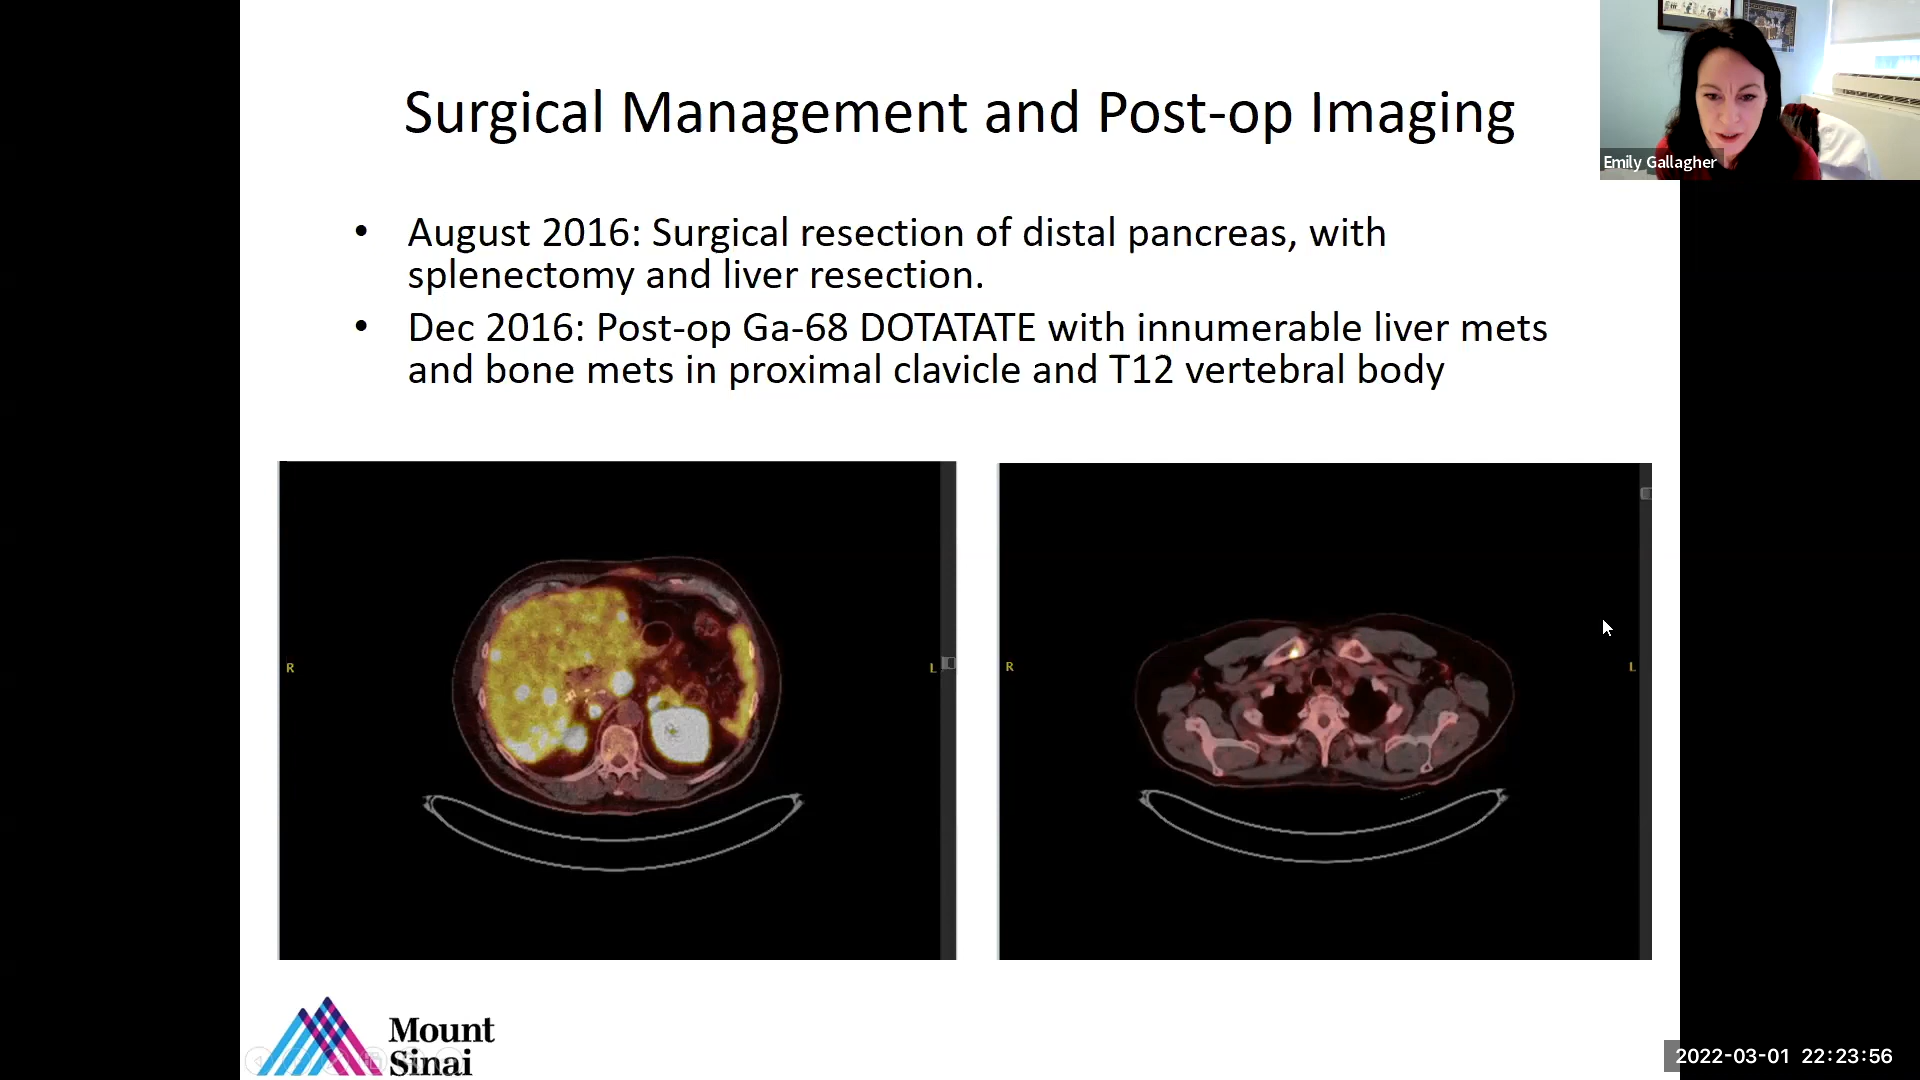 Surgical Management and Post-op Imaging
Emily Gallagher
• August 2016: Surgical resection of distal pancreas, with
splenectomy and liver resection.
• Dec 2016: Post-op Ga-68 DOTATATE with innumerable liver mets
and bone mets in proximal clavicle and T12 vertebral body
R
L
R
L
Mount
Sinai
2022-03-01 22:23:56